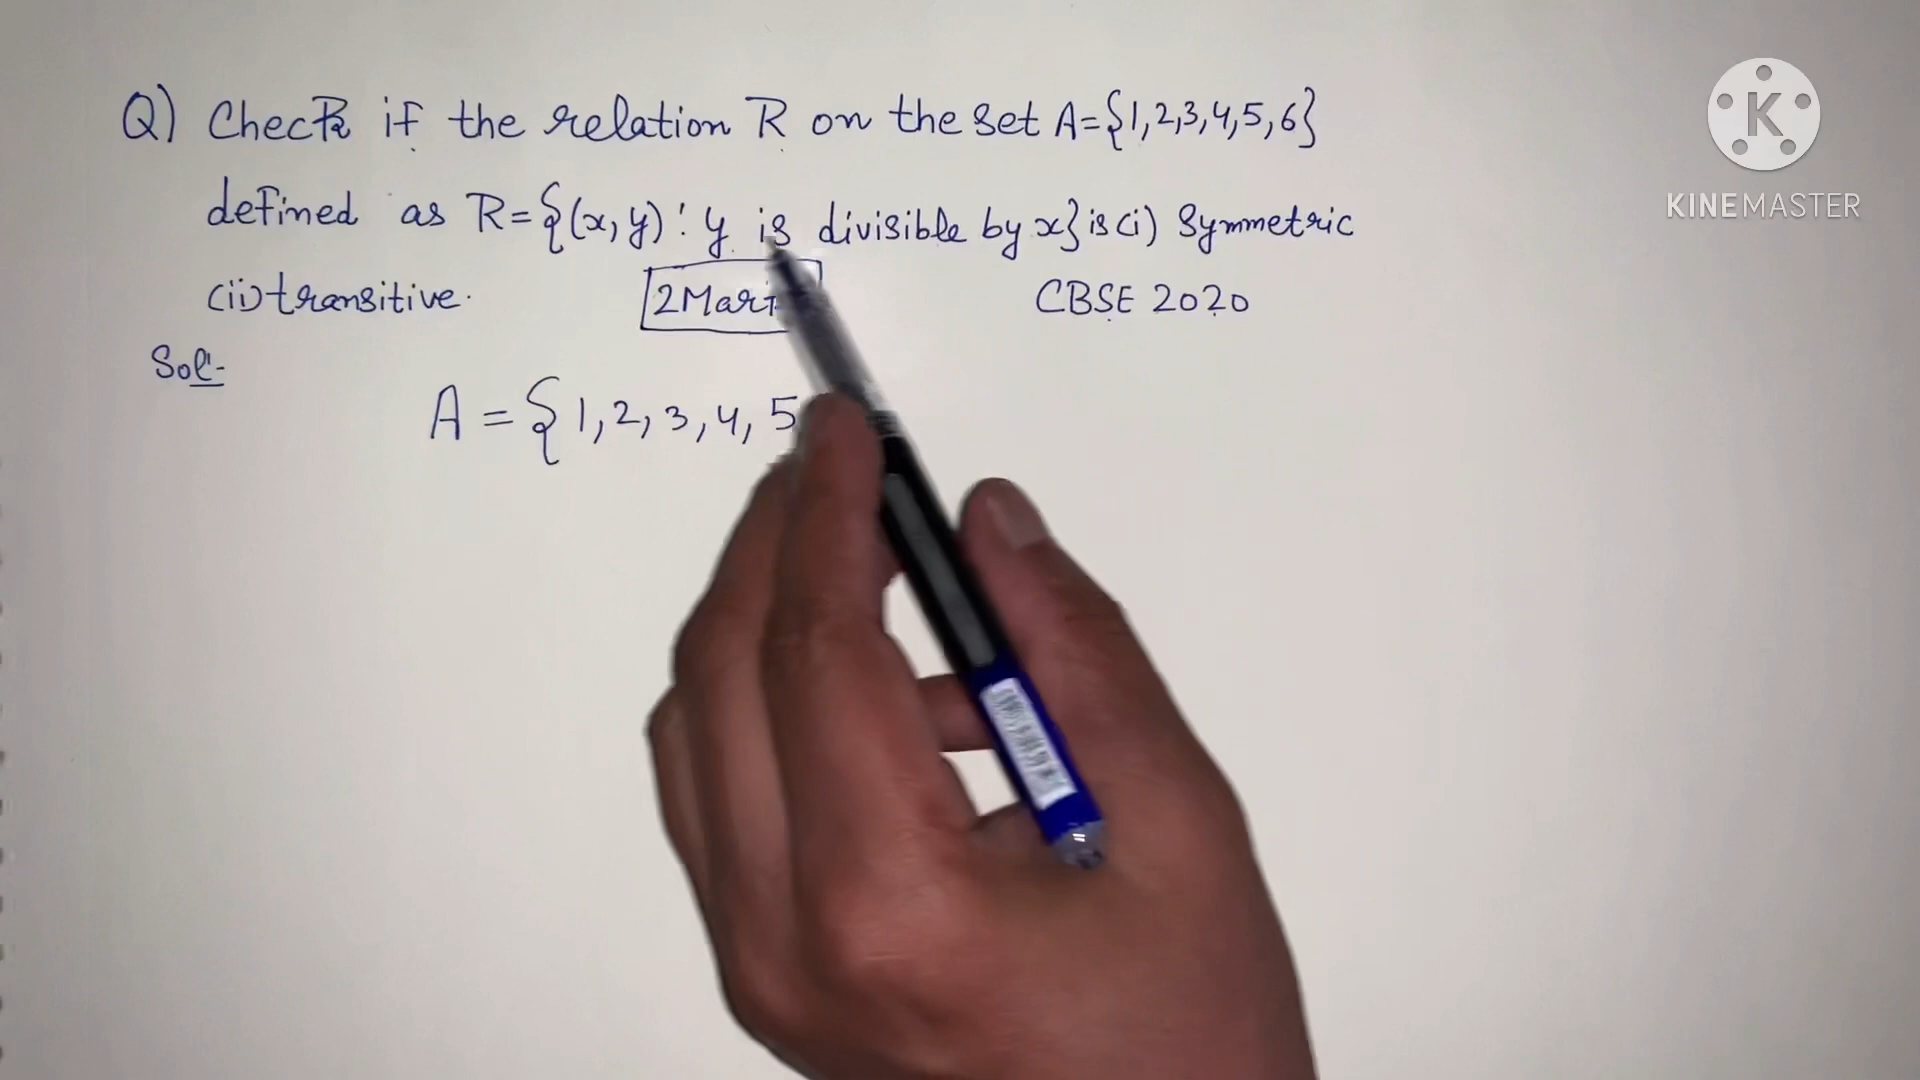 Q) Check if the relation R on the set A={1,2,3,4,5,6}
defined as R={(x,y): y is divisible by x} is (i) Symmetric
(ii) transitive.
CBSE 2020
Sol:-
A = {1, 2, 3, 4, 5
K
KINEMASTER